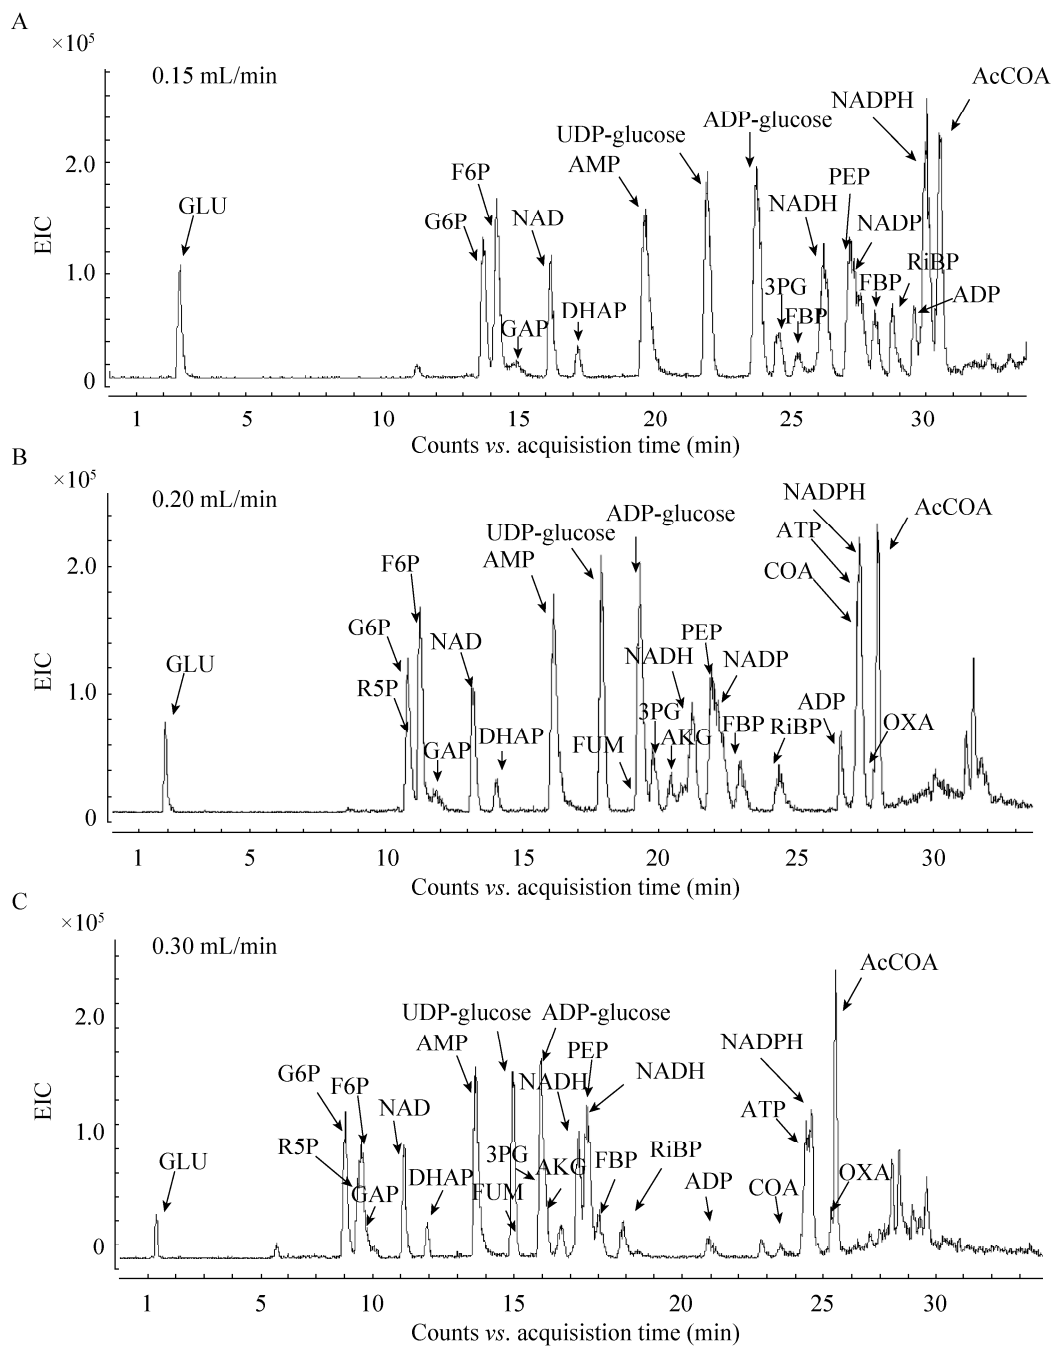 A
×10⁵
0.15 mL/min
AcCOA
NADPH
ADP-glucose
UDP-glucose
AMP
2.0
F6P
PEP
GLU
G6P
NAD
NADH
NADP
EIC
RiBP
1.0
3PG
FBP
ADP
DHAP
FBP
GAP
0
1 5 10 15 20 25 30
Counts vs. acquisistion time (min)
B
×10⁵
0.20 mL/min
NADPH
AcCOA
ADP-glucose
UDP-glucose
ATP
AMP
F6P
2.0
COA
G6P
NAD
PEP
NADH
NADP
GLU
EIC
R5P
1.0
3PG
ADP
FBP
RiBP
OXA
DHAP
AKG
FUM
GAP
0
1 5 10 15 20 25 30
Counts vs. acquisistion time (min)
C
×10⁵
0.30 mL/min
AcCOA
UDP-glucose
ADP-glucose
2.0
AMP
PEP
NADPH
G6P
F6P
NADH
NADH
EIC
NAD
ATP
1.0
R5P
3PG
RiBP
GLU
FBP
AKG
OXA
DHAP
GAP
FUM
ADP
COA
0
1 5 10 15 20 25 30
Counts vs. acquisistion time (min)